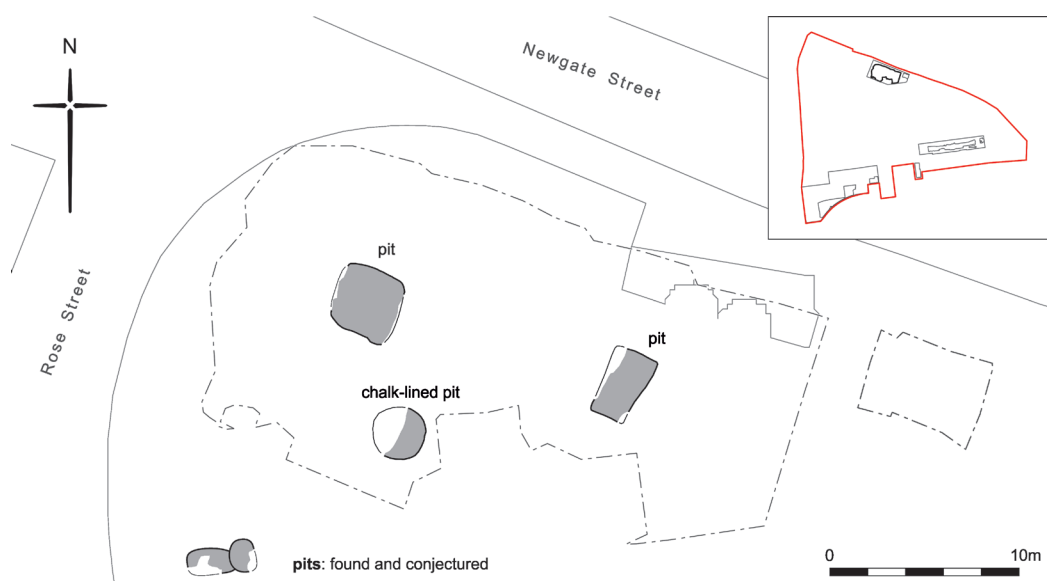 N
Newgate Street
Rose Street
pit
pit
chalk-lined pit
pits: found and conjectured
0 10m